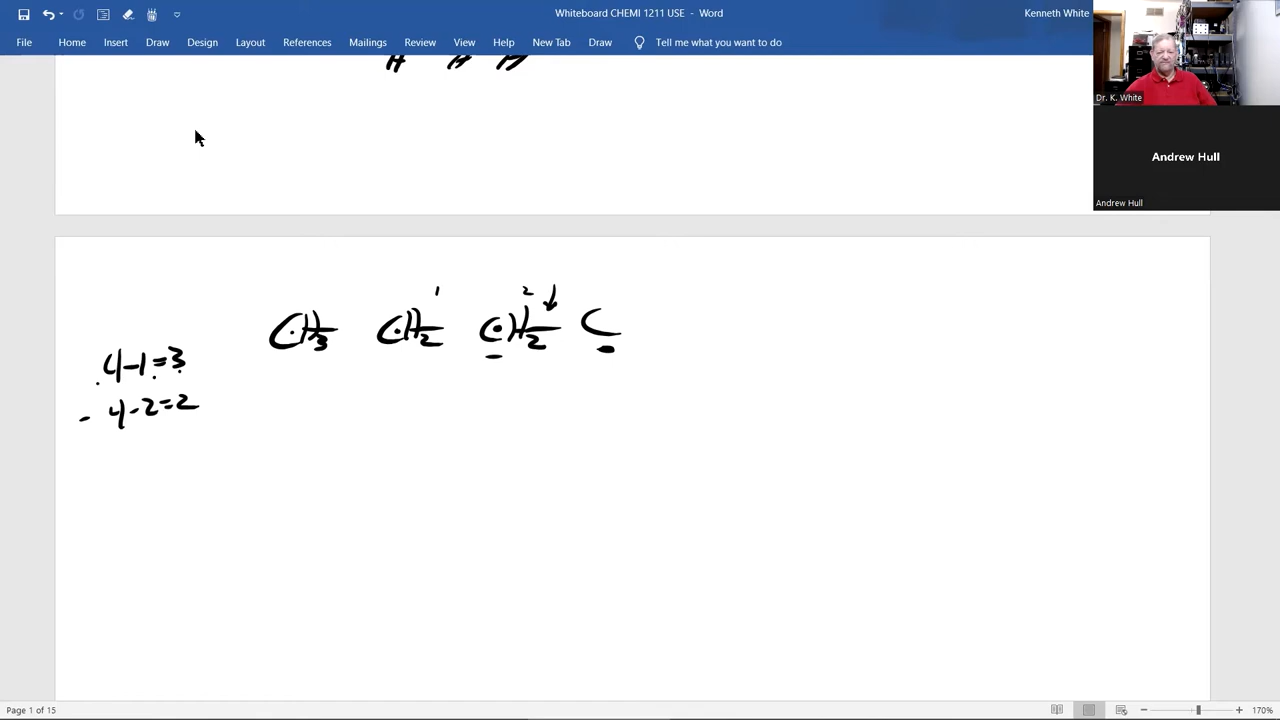 Whiteboard CHEMI 1211 USE - Word
Kenneth White
File Home Insert Draw Design Layout References Mailings Review View Help New Tab Draw Tell me what you want to do
Dr. K. White
Andrew Hull
Andrew Hull
1 2
CH3 CH2 CH2 C
4-1=3
4-2=2
Page 1 of 15
170%